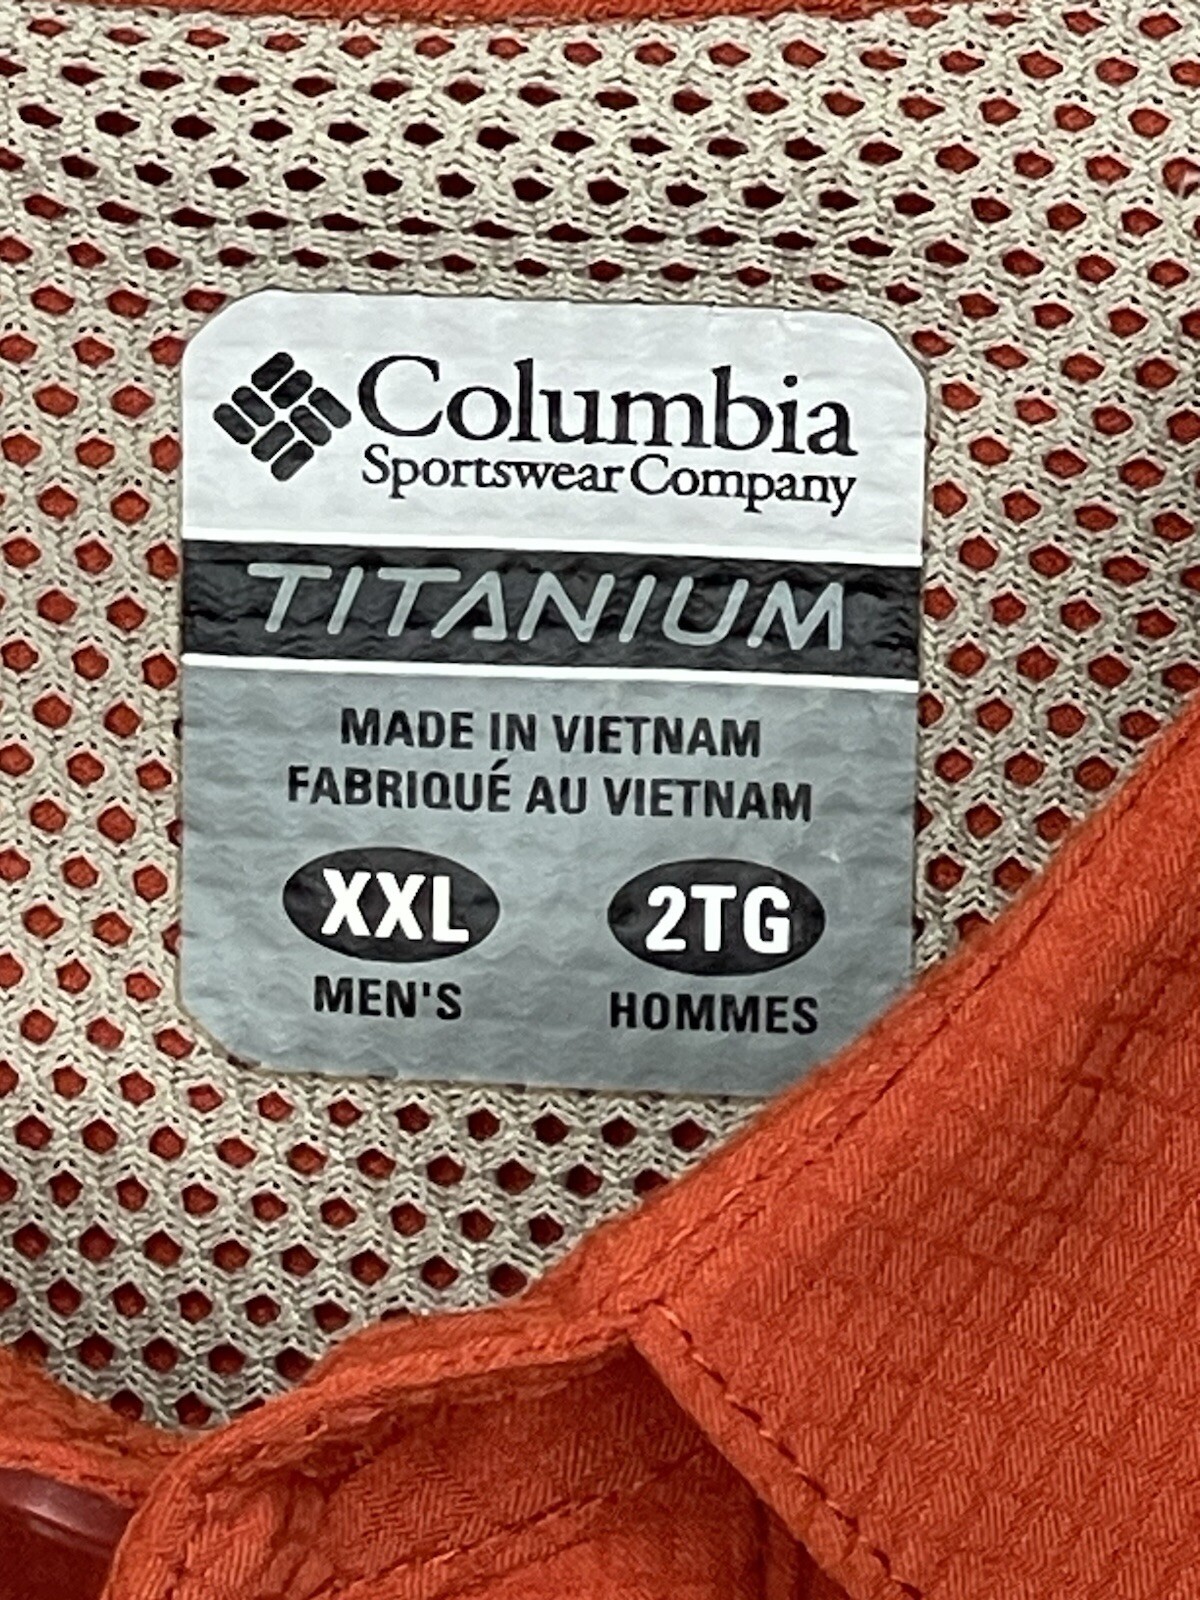 Columbia
Sportswear Company
TITANIUM
MADE IN VIETNAM
FABRIQUÉ AU VIETNAM
XXL 2TG
MEN'S HOMMES